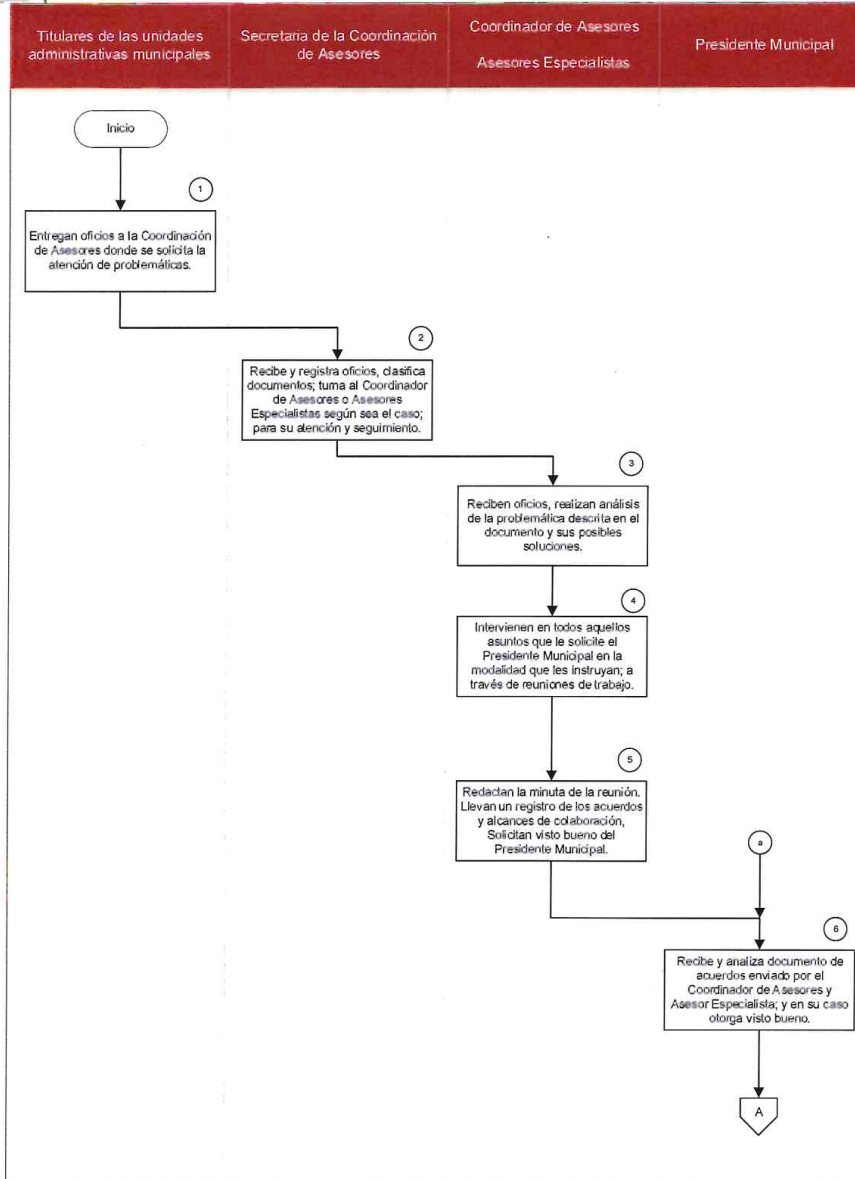 Titulares de las unidades
administrativas municipales
Secretaria de la Coordinación
de Asesores
Coordinador de Asesores
Asesores Especialistas
Presidente Municipal
Inicio
1
Entregan oficios a la Coordinación
de Asesores donde se solicita la
atención de problemáticas.
2
Recibe y registra oficios, clasifica
documentos; turna al Coordinador
de Asesores o Asesores
Especialistas según sea el caso;
para su atención y seguimiento.
3
Reciben oficios, realizan análisis
de la problemática descrita en el
documento y sus posibles
soluciones.
4
Intervienen en todos aquellos
asuntos que le solicite el
Presidente Municipal en la
modalidad que les instruyan; a
través de reuniones de trabajo.
5
Redactan la minuta de la reunión.
Llevan un registro de los acuerdos
y alcances de colaboración,
Solicitan visto bueno del
Presidente Municipal.
a
6
Recibe y analiza documento de
acuerdos enviado por el
Coordinador de Asesores y
Asesor Especialista; y en su caso
otorga visto bueno.
A